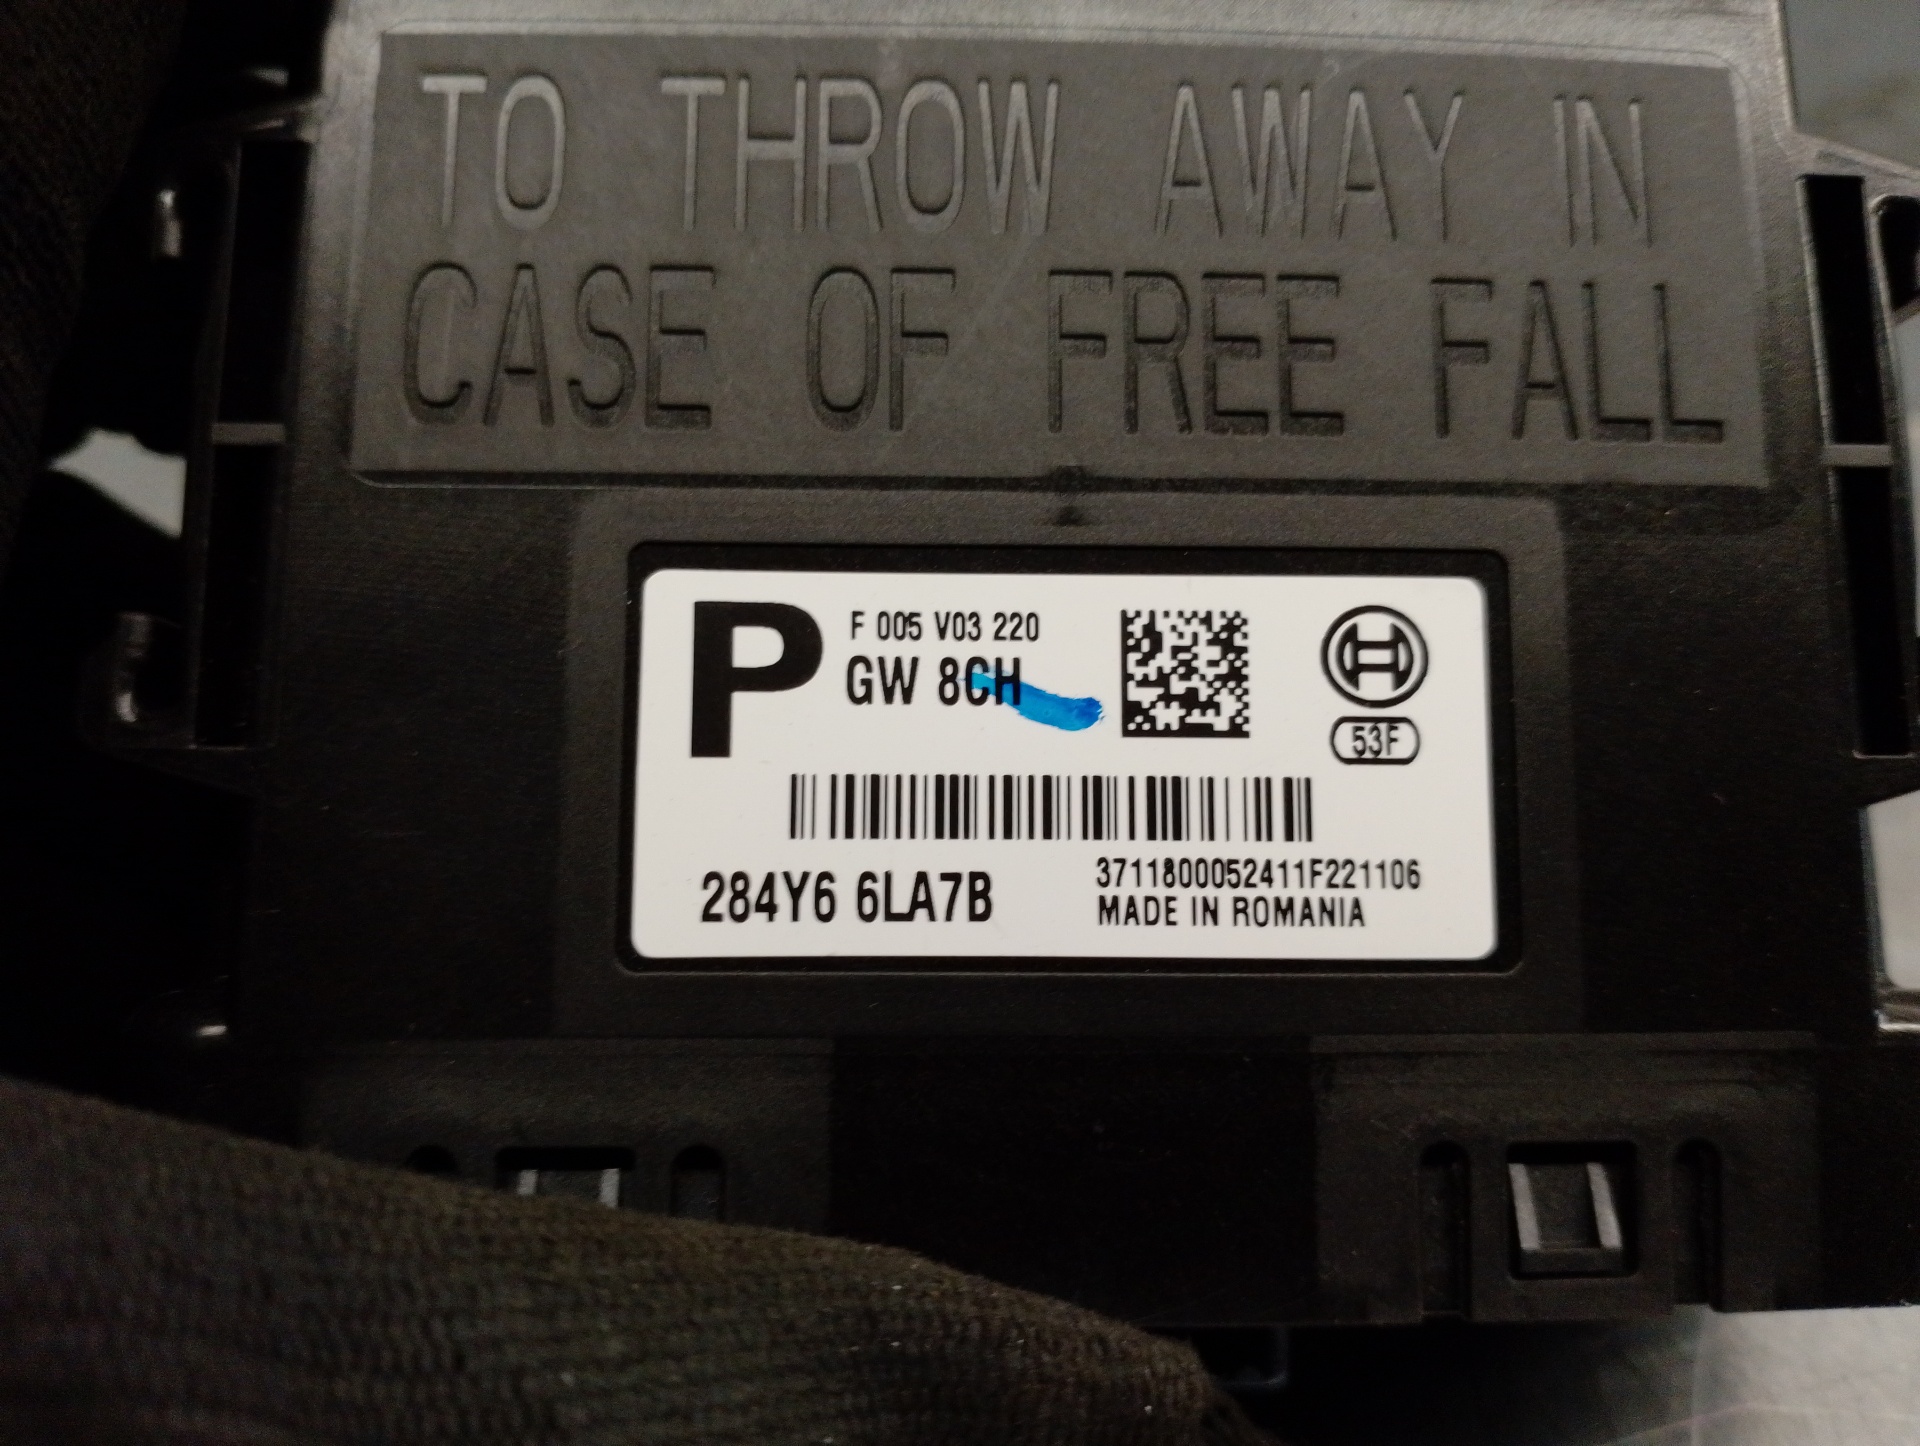 TO THROW AWAY IN
CASE OF FREE FALL
P
F 005 V03 220
GW 8CH
53F
284Y6 6LA7B
3711800052411F221106
MADE IN ROMANIA